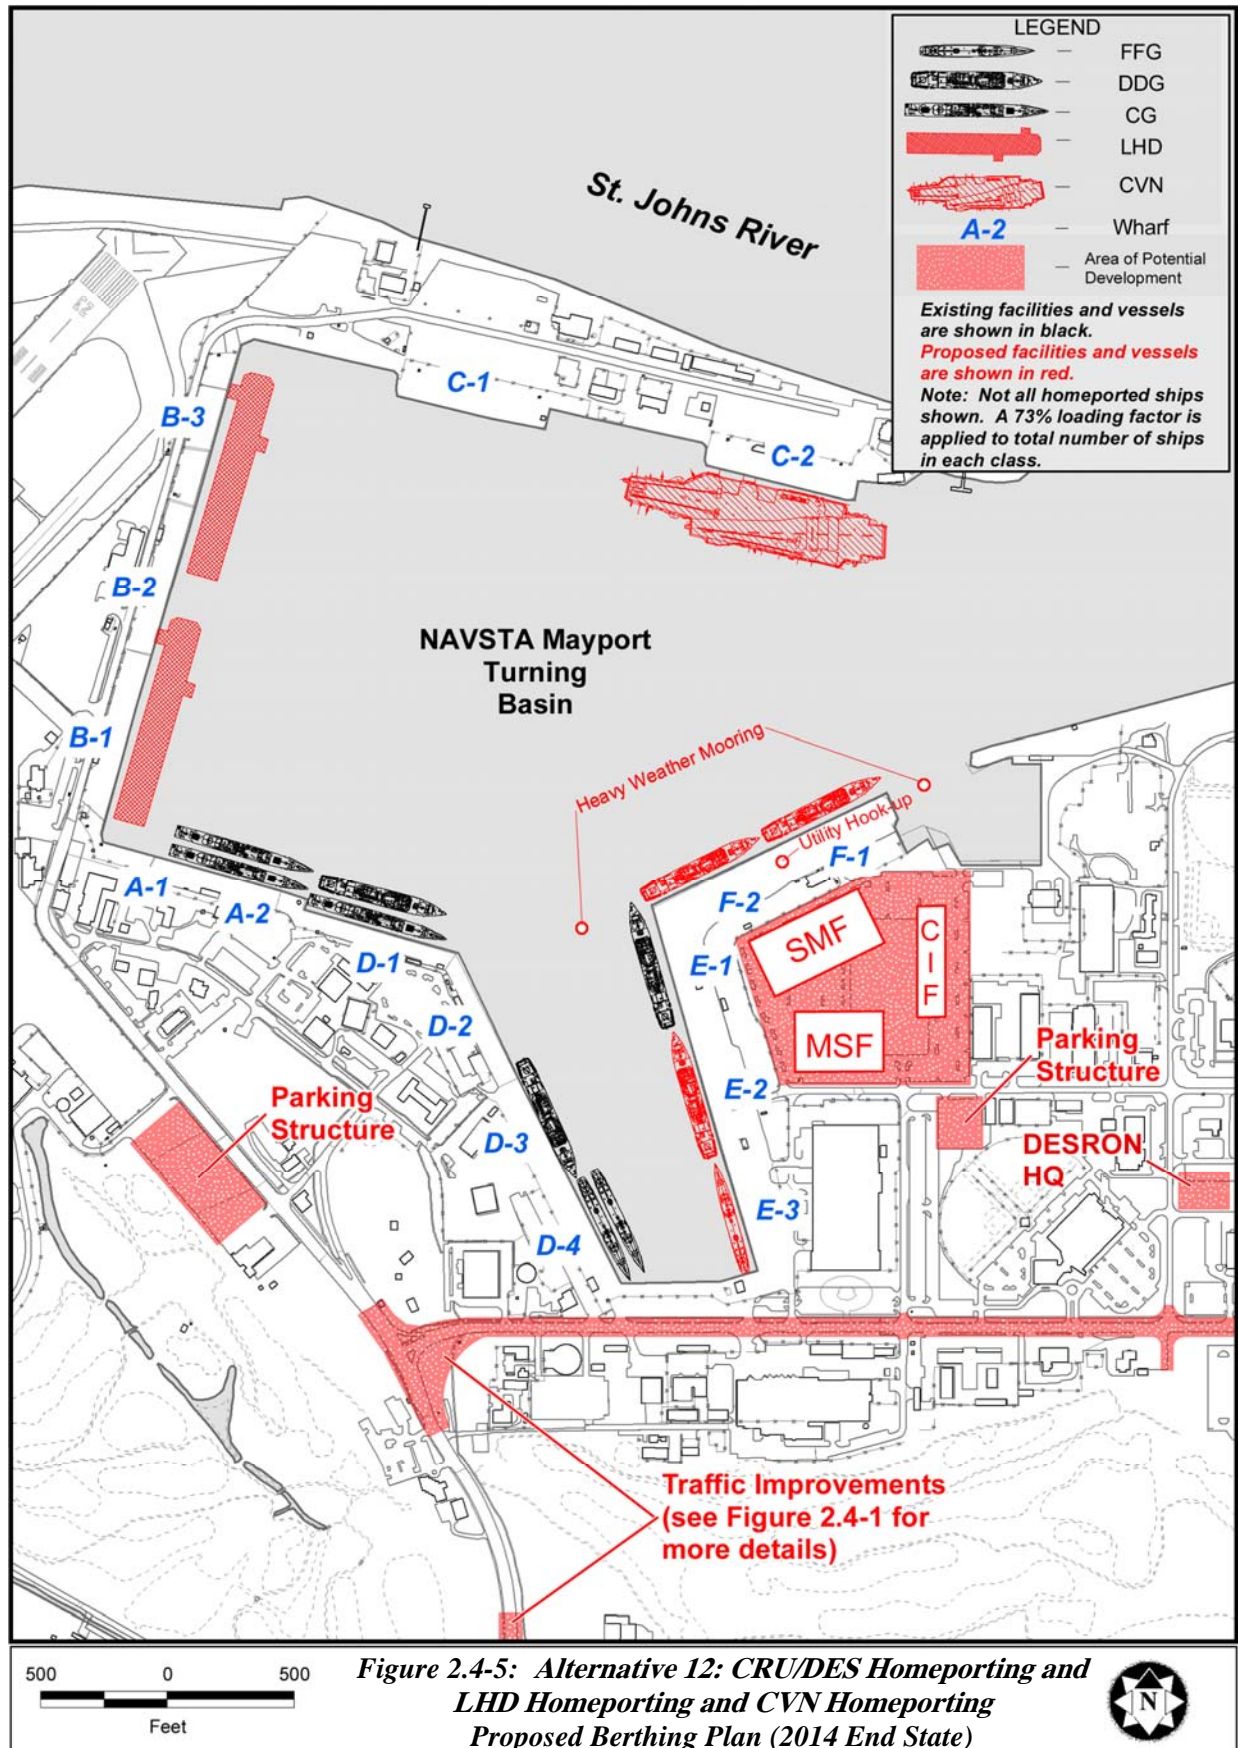 LEGEND
FFG
DDG
CG
LHD
CVN
A-2 Wharf
Area of Potential
Development
Existing facilities and vessels
are shown in black.
Proposed facilities and vessels
are shown in red.
Note: Not all homeported ships
shown. A 73% loading factor is
applied to total number of ships
in each class.
St. Johns River
C-1
B-3
C-2
B-2
NAVSTA Mayport
Turning
Basin
B-1
Heavy Weather Mooring
Utility Hook-up
F-1
A-1
A-2
F-2
SMF
CIF
D-1
E-1
D-2
MSF
Parking
Structure
E-2
Parking
Structure
D-3
DESRON
HQ
E-3
D-4
Traffic Improvements
(see Figure 2.4-1 for
more details)
500 0 500
Feet
Figure 2.4-5: Alternative 12: CRU/DES Homeporting and
LHD Homeporting and CVN Homeporting
Proposed Berthing Plan (2014 End State)
N